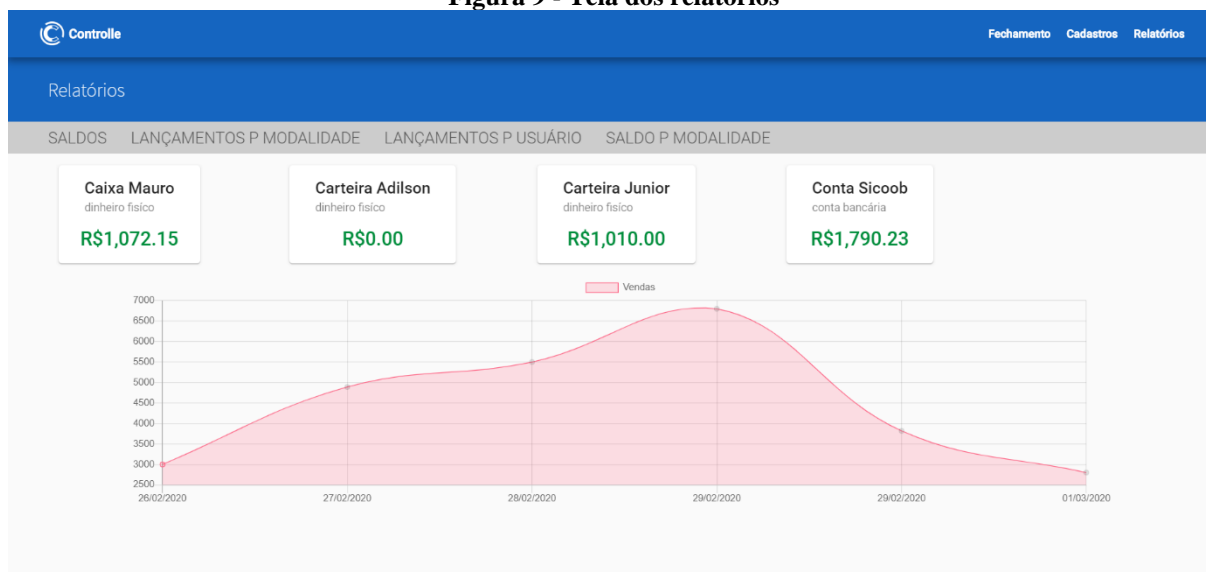 Figura 9 - Tela dos relatórios
Controlle
Fechamento Cadastros Relatórios
Relatórios
SALDOS LANÇAMENTOS P MODALIDADE LANÇAMENTOS P USUÁRIO SALDO P MODALIDADE
Caixa Mauro
dinheiro fisíco
R$1,072.15
Carteira Adilson
dinheiro fisíco
R$0.00
Carteira Junior
dinheiro fisíco
R$1,010.00
Conta Sicoob
conta bancária
R$1,790.23
Vendas
7000
6500
6000
5500
5000
4500
4000
3500
3000
2500
26/02/2020 27/02/2020 28/02/2020 29/02/2020 29/02/2020 01/03/2020